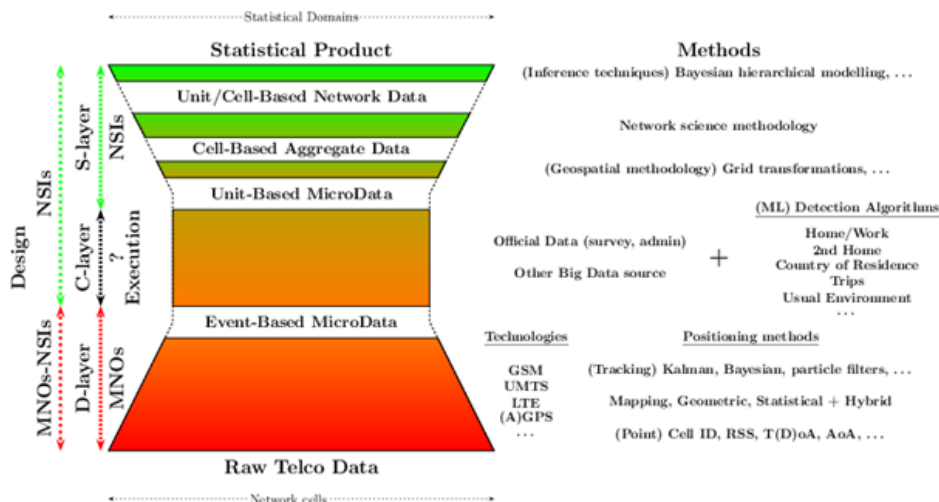 Statistical Domains
Statistical Product
Methods
(Inference techniques) Bayesian hierarchical modelling, ...
Unit/Cell-Based Network Data
Network science methodology
Cell-Based Aggregate Data
(Geospatial methodology) Grid transformations, ...
Unit-Based MicroData
(ML) Detection Algorithms
Home/Work
2nd Home
Country of Residence
Trips
Usual Environment
...
Official Data (survey, admin)
Other Big Data source
+
Event-Based MicroData
Technologies
GSM
UMTS
LTE
(A)GPS
...
Positioning methods
(Tracking) Kalman, Bayesian, particle filters, ...
Mapping, Geometric, Statistical + Hybrid
(Point) Cell ID, RSS, T(D)oA, AoA, ...
Raw Telco Data
Network cells
Design
NSIs
MNOs-NSIs
S-layer
C-layer
D-layer
NSIs
?
Execution
MNOs